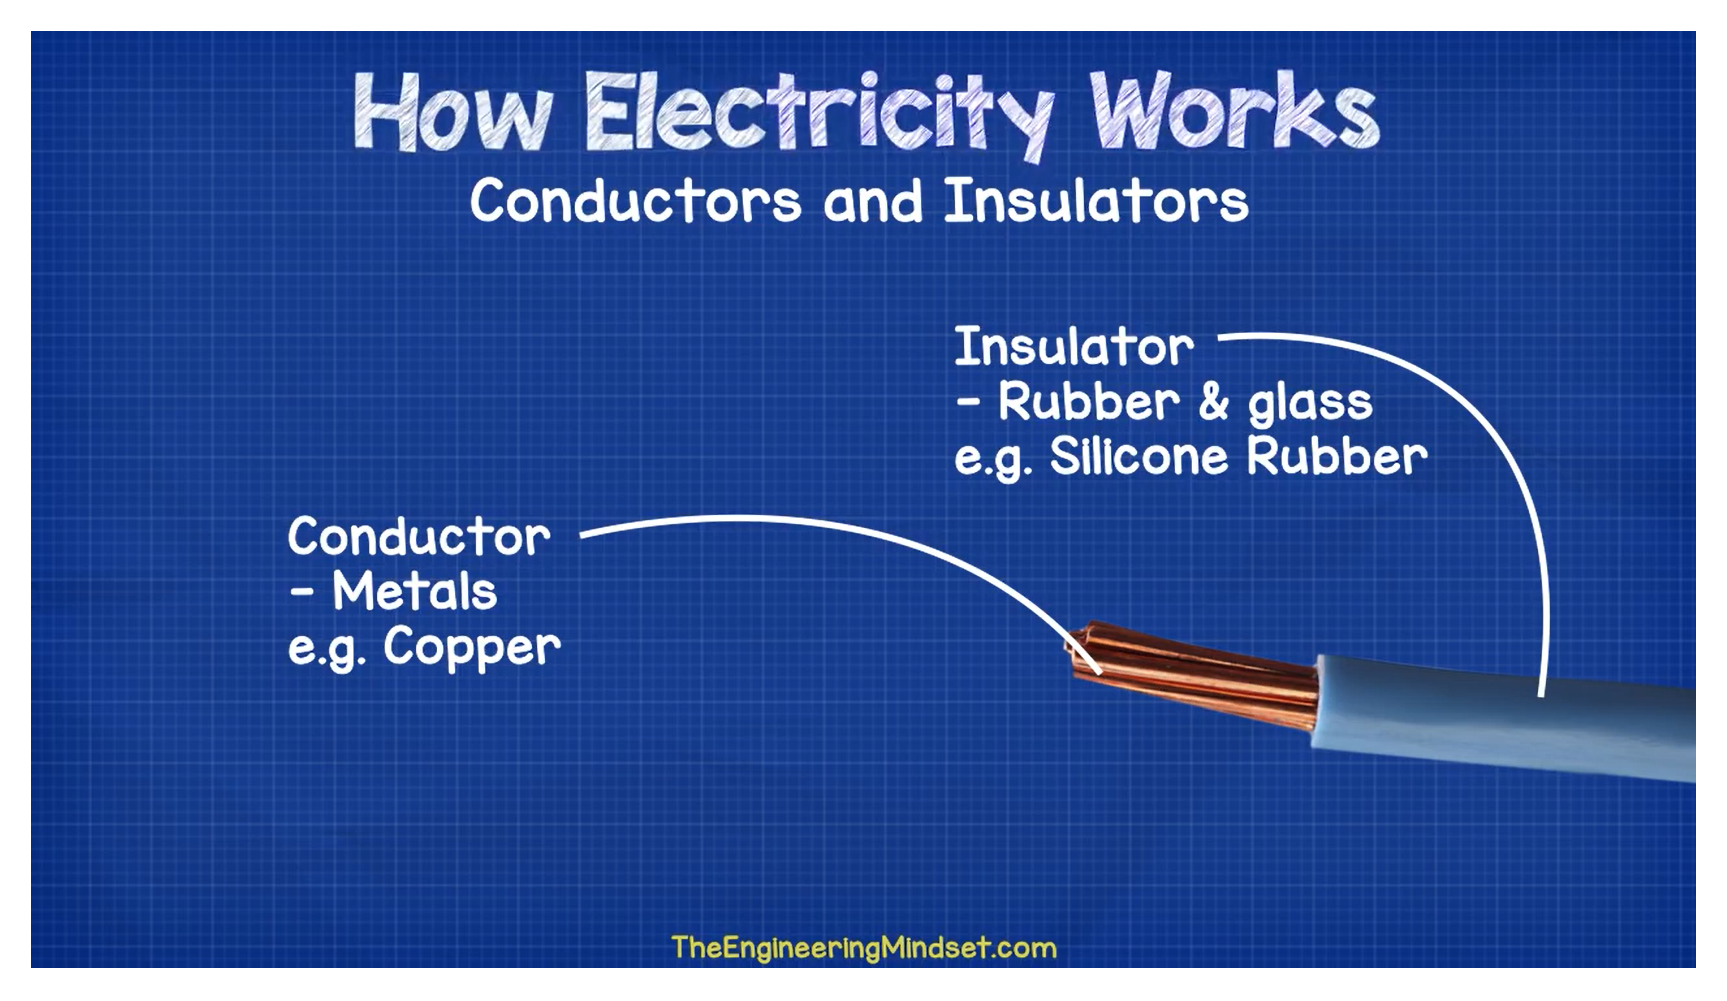 How Electricity Works
Conductors and Insulators
Insulator
- Rubber & glass
e.g. Silicone Rubber
Conductor
- Metals
e.g. Copper
TheEngineeringMindset.com